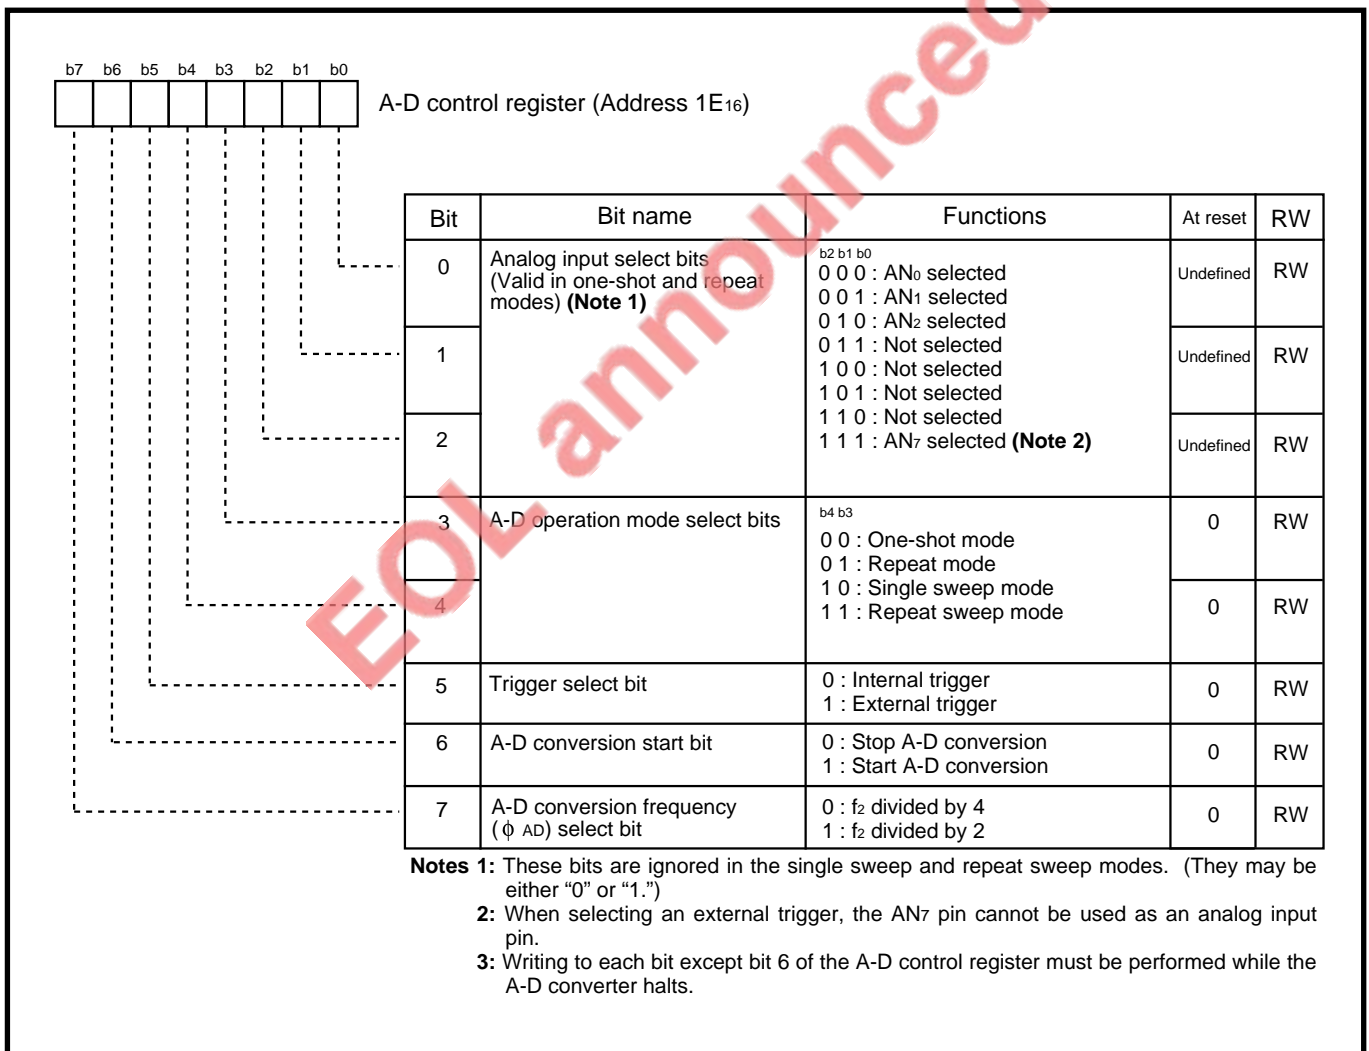 b7 b6 b5 b4 b3 b2 b1 b0
A-D control register (Address 1E16)
Bit Bit name Functions At reset RW
0 Analog input select bits
(Valid in one-shot and repeat
modes) (Note 1)
b2 b1 b0
0 0 0 : AN0 selected
0 0 1 : AN1 selected
0 1 0 : AN2 selected
0 1 1 : Not selected
1 0 0 : Not selected
1 0 1 : Not selected
1 1 0 : Not selected
1 1 1 : AN7 selected (Note 2)
Undefined RW
1 Undefined RW
2 Undefined RW
3 A-D operation mode select bits
b4 b3
0 0 : One-shot mode
0 1 : Repeat mode
1 0 : Single sweep mode
1 1 : Repeat sweep mode
0 RW
4 0 RW
5 Trigger select bit
0 : Internal trigger
1 : External trigger
0 RW
6 A-D conversion start bit
0 : Stop A-D conversion
1 : Start A-D conversion
0 RW
7 A-D conversion frequency
(ϕ AD) select bit
0 : f2 divided by 4
1 : f2 divided by 2
0 RW
Notes 1: These bits are ignored in the single sweep and repeat sweep modes. (They may be
either “0” or “1.”)
2: When selecting an external trigger, the AN7 pin cannot be used as an analog input
pin.
3: Writing to each bit except bit 6 of the A-D control register must be performed while the
A-D converter halts.
EOL announced